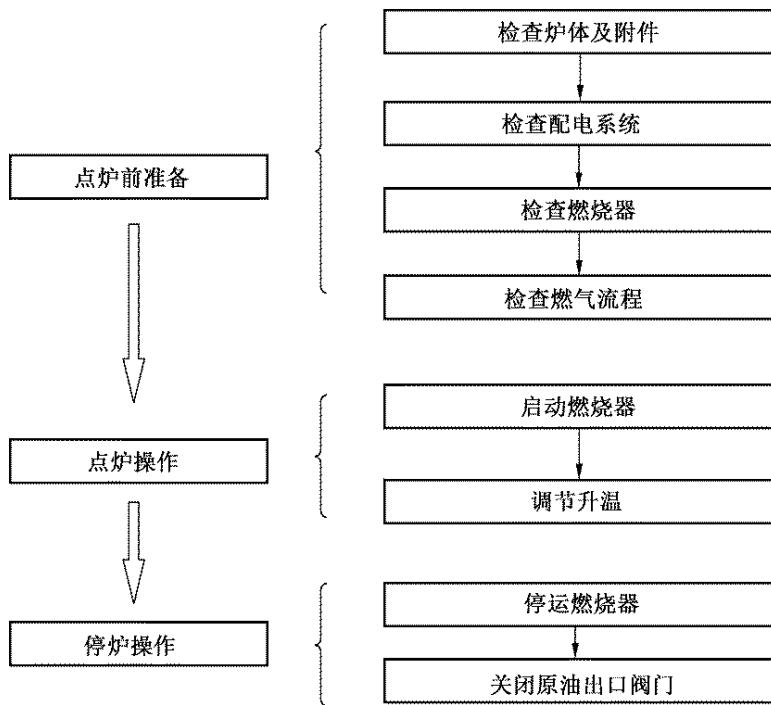 点炉前准备
检查炉体及附件
检查配电系统
检查燃烧器
检查燃气流程
点炉操作
启动燃烧器
调节升温
停炉操作
停运燃烧器
关闭原油出口阀门